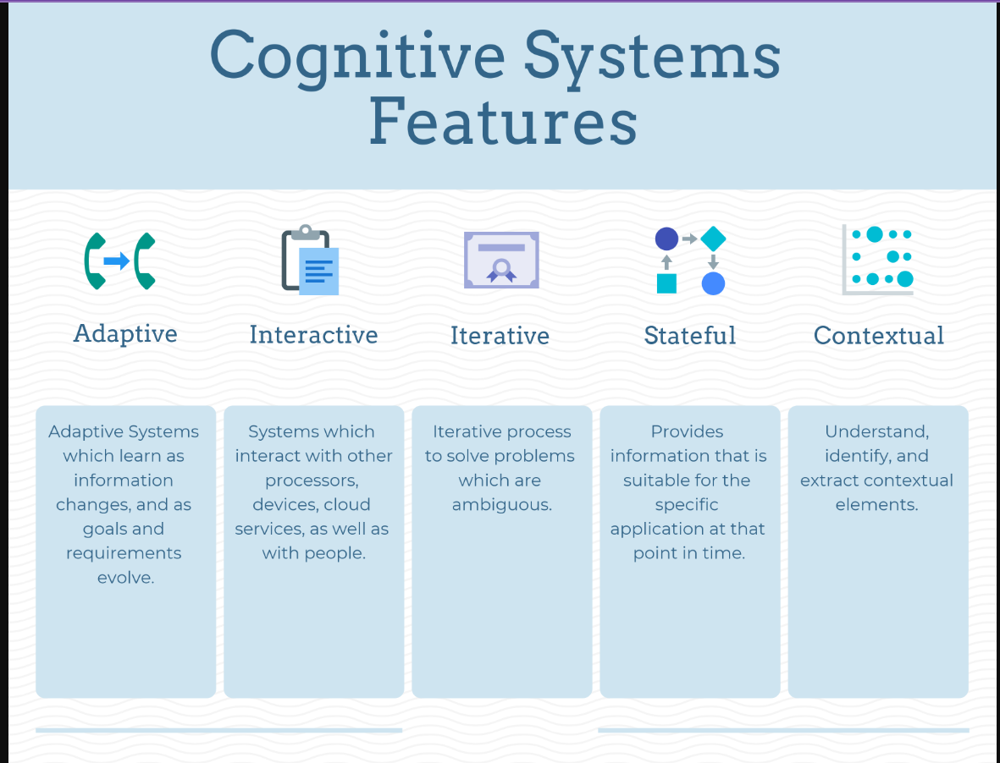 Cognitive Systems
Features
Adaptive
Interactive
Iterative
Stateful
Contextual
Adaptive Systems
which learn as
information
changes, and as
goals and
requirements
evolve.
Systems which
interact with other
processors,
devices, cloud
services, as well as
with people.
Iterative process
to solve problems
which are
ambiguous.
Provides
information that is
suitable for the
specific
application at that
point in time.
Understand,
identify, and
extract contextual
elements.